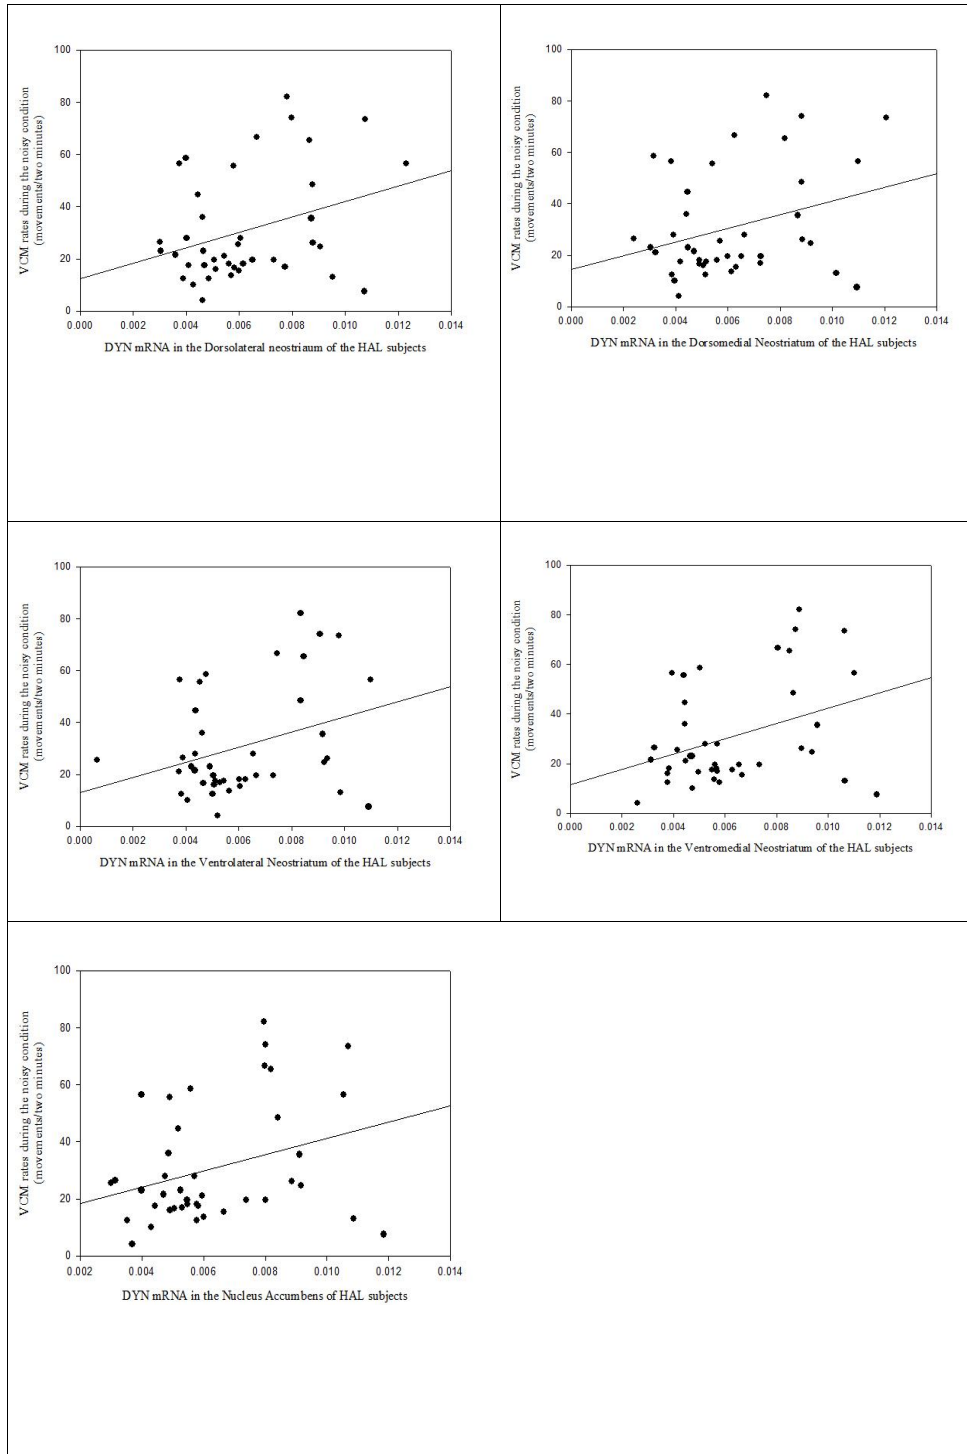 100
80
60
40
20
0
VCM rates during the noisy condition
(movements/two minutes)
0.000 0.002 0.004 0.006 0.008 0.010 0.012 0.014
DYN mRNA in the Dorsolateral neostriaum of the HAL subjects
100
80
60
40
20
0
VCM rates during the noisy condition
(movements/two minutes)
0.000 0.002 0.004 0.006 0.008 0.010 0.012 0.014
DYN mRNA in the Dorsomedial Neostriatum of the HAL subjects
100
80
60
40
20
0
VCM rates during the noisy condition
(movements/two minutes)
0.000 0.002 0.004 0.006 0.008 0.010 0.012 0.014
DYN mRNA in the Ventrolateral Neostriatum of the HAL subjects
100
80
60
40
20
0
VCM rates during the noisy condition
(movements/two minutes)
0.000 0.002 0.004 0.006 0.008 0.010 0.012 0.014
DYN mRNA in the Ventromedial Neostriatum of the HAL subjects
100
80
60
40
20
0
VCM rates during the noisy condition
(movements/two minutes)
0.002 0.004 0.006 0.008 0.010 0.012 0.014
DYN mRNA in the Nucleus Accumbens of HAL subjects